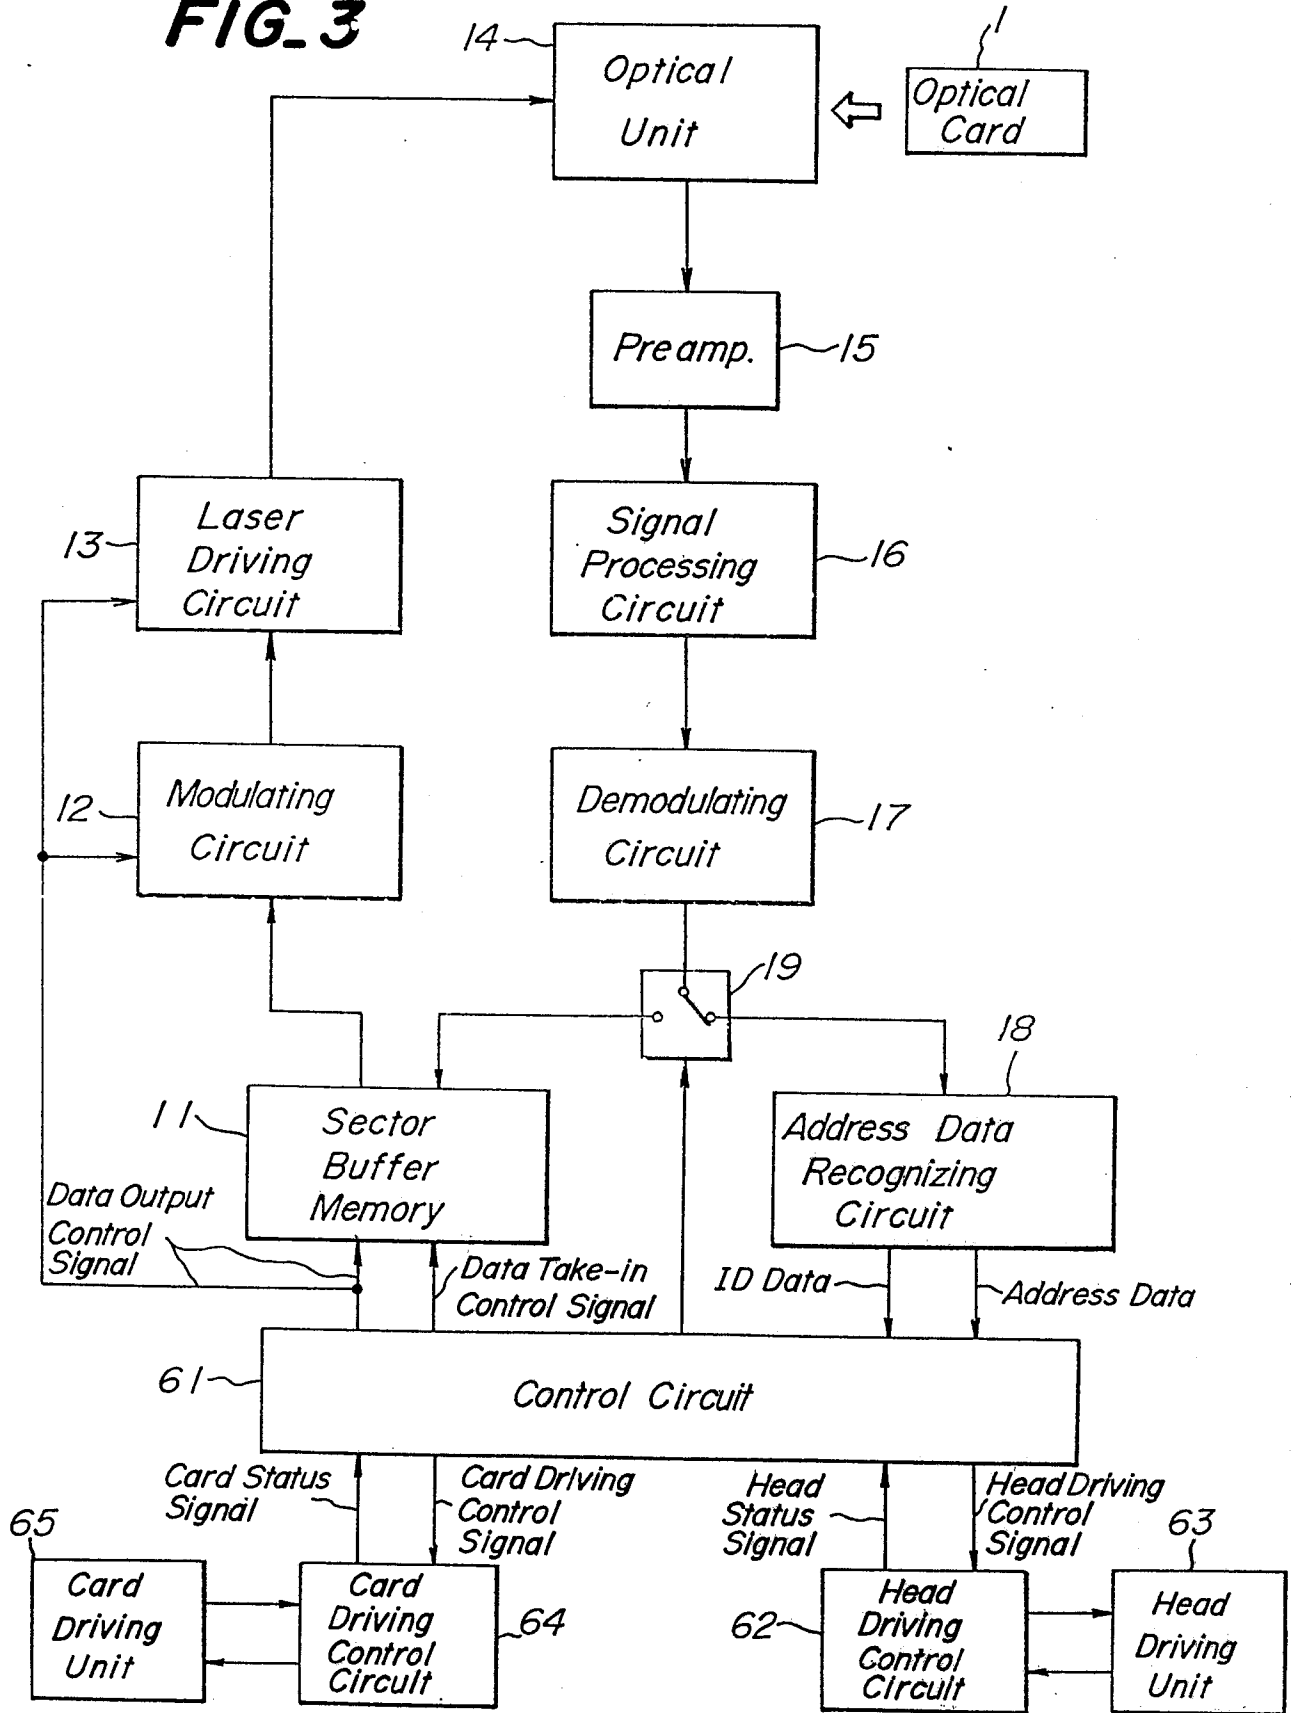 FIG_3
14
Optical
Unit
1
Optical
Card
Preamp.
15
13
Laser
Driving
Circuit
Signal
Processing
Circuit
16
12
Modulating
Circuit
Demodulating
Circuit
17
19
18
11
Sector
Buffer
Memory
Address Data
Recognizing
Circuit
Data Output
Control
Signal
Data Take-in
Control Signal
ID Data
Address Data
61
Control Circuit
Card Status
Signal
Card Driving
Control
Signal
Head
Status
Signal
Head Driving
Control
Signal
65
Card
Driving
Unit
Card
Driving
Control
Circult
64
62
Head
Driving
Control
Circult
63
Head
Driving
Unit